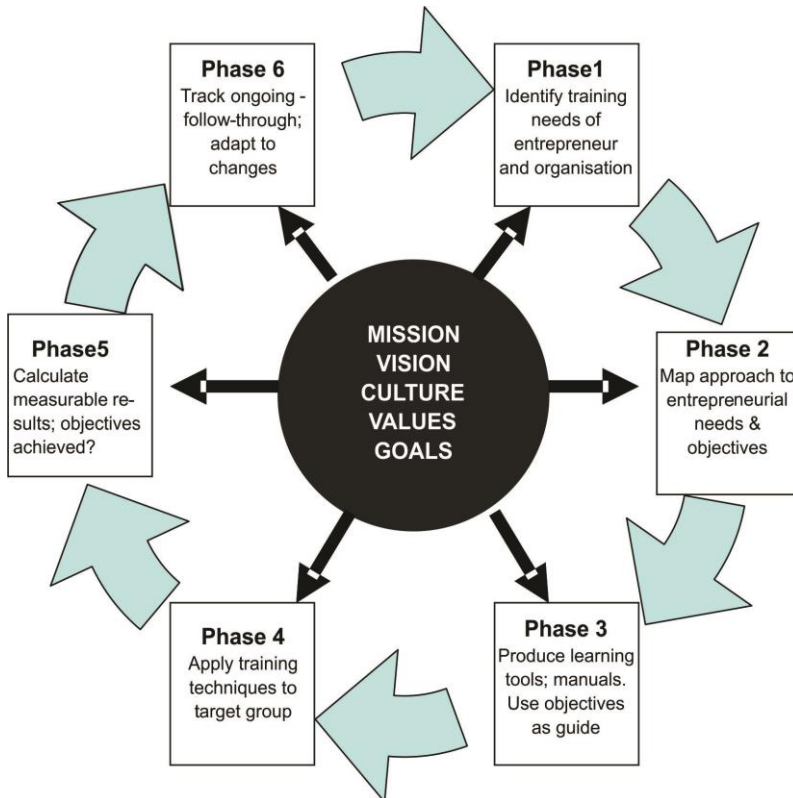 Phase 6
Track ongoing -
follow-through;
adapt to
changes
Phase1
Identify training
needs of
entrepreneur
and organisation
Phase5
Calculate
measurable re-
sults; objectives
achieved?
MISSION
VISION
CULTURE
VALUES
GOALS
Phase 2
Map approach to
entrepreneurial
needs &
objectives
Phase 4
Apply training
techniques to
target group
Phase 3
Produce learning
tools; manuals.
Use objectives
as guide